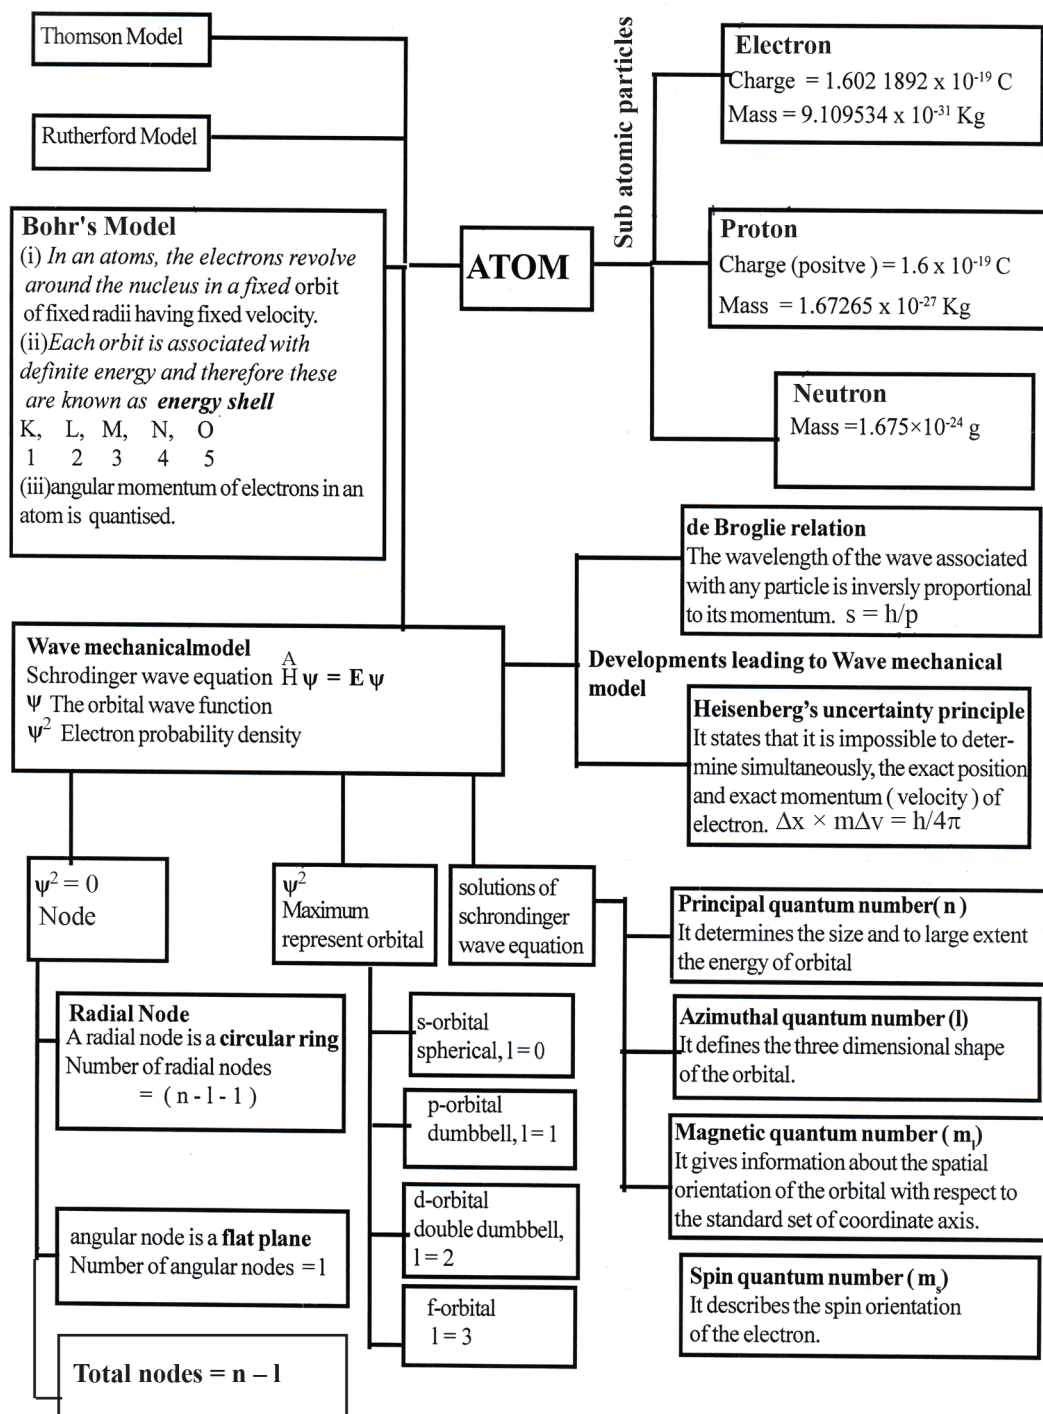 Thomson Model
Rutherford Model
Bohr's Model
(i) In an atoms, the electrons revolve
around the nucleus in a fixed orbit
of fixed radii having fixed velocity.
(ii)Each orbit is associated with
definite energy and therefore these
are known as energy shell
K, L, M, N, O
1 2 3 4 5
(iii)angular momentum of electrons in an
atom is quantised.
ATOM
Sub atomic particles
Electron
Charge = 1.602 1892 x 10⁻¹⁹ C
Mass = 9.109534 x 10⁻³¹ Kg
Proton
Charge (positve ) = 1.6 x 10⁻¹⁹ C
Mass = 1.67265 x 10⁻²⁷ Kg
Neutron
Mass =1.675×10⁻²⁴ g
de Broglie relation
The wavelength of the wave associated
with any particle is inversly proportional
to its momentum. s = h/p
Developments leading to Wave mechanical
model
Heisenberg's uncertainty principle
It states that it is impossible to deter-
mine simultaneously, the exact position
and exact momentum ( velocity ) of
electron. Δx × mΔv = h/4π
Wave mechanicalmodel
A
Schrodinger wave equation H ψ = E ψ
ψ The orbital wave function
ψ² Electron probability density
ψ² = 0
Node
Radial Node
A radial node is a circular ring
Number of radial nodes
= ( n - l - 1 )
angular node is a flat plane
Number of angular nodes = l
Total nodes = n – l
ψ²
Maximum
represent orbital
s-orbital
spherical, l = 0
p-orbital
dumbbell, l = 1
d-orbital
double dumbbell,
l = 2
f-orbital
l = 3
solutions of
schrondinger
wave equation
Principal quantum number( n )
It determines the size and to large extent
the energy of orbital
Azimuthal quantum number (l)
It defines the three dimensional shape
of the orbital.
Magnetic quantum number ( mₗ)
It gives information about the spatial
orientation of the orbital with respect to
the standard set of coordinate axis.
Spin quantum number ( mₛ)
It describes the spin orientation
of the electron.